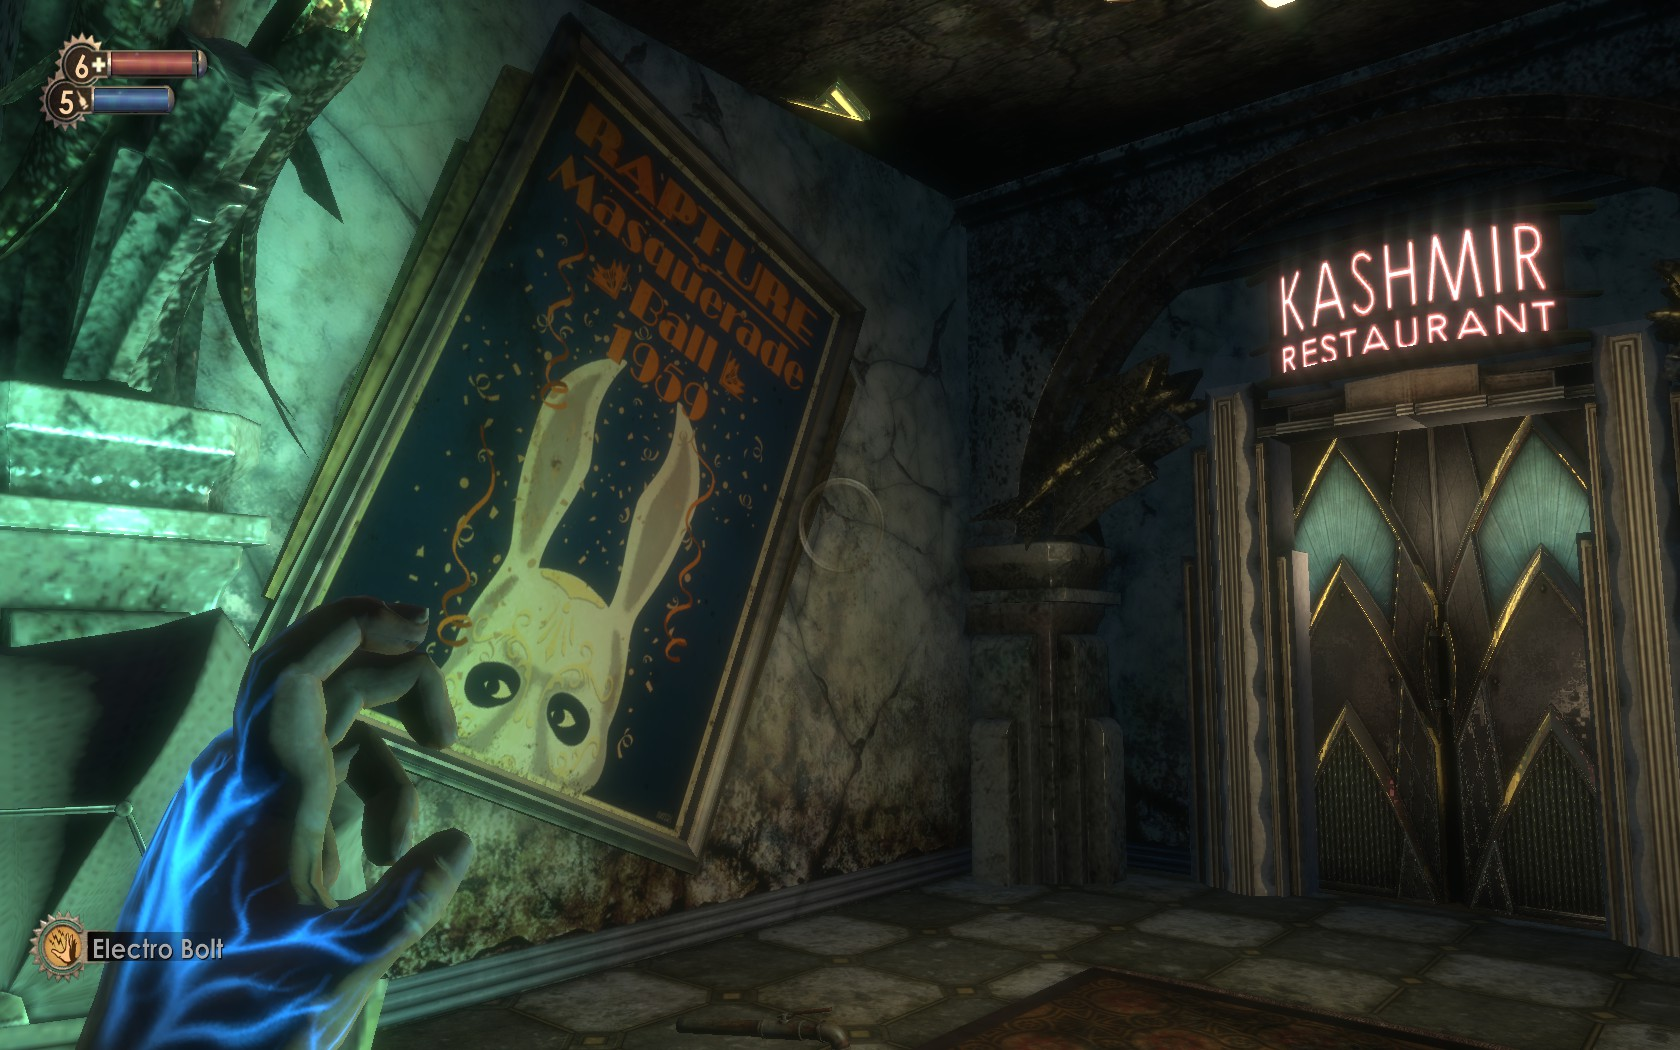 6
5
RAPTURE
Masquerade
Ball
1959
KASHMIR
RESTAURANT
Electro Bolt